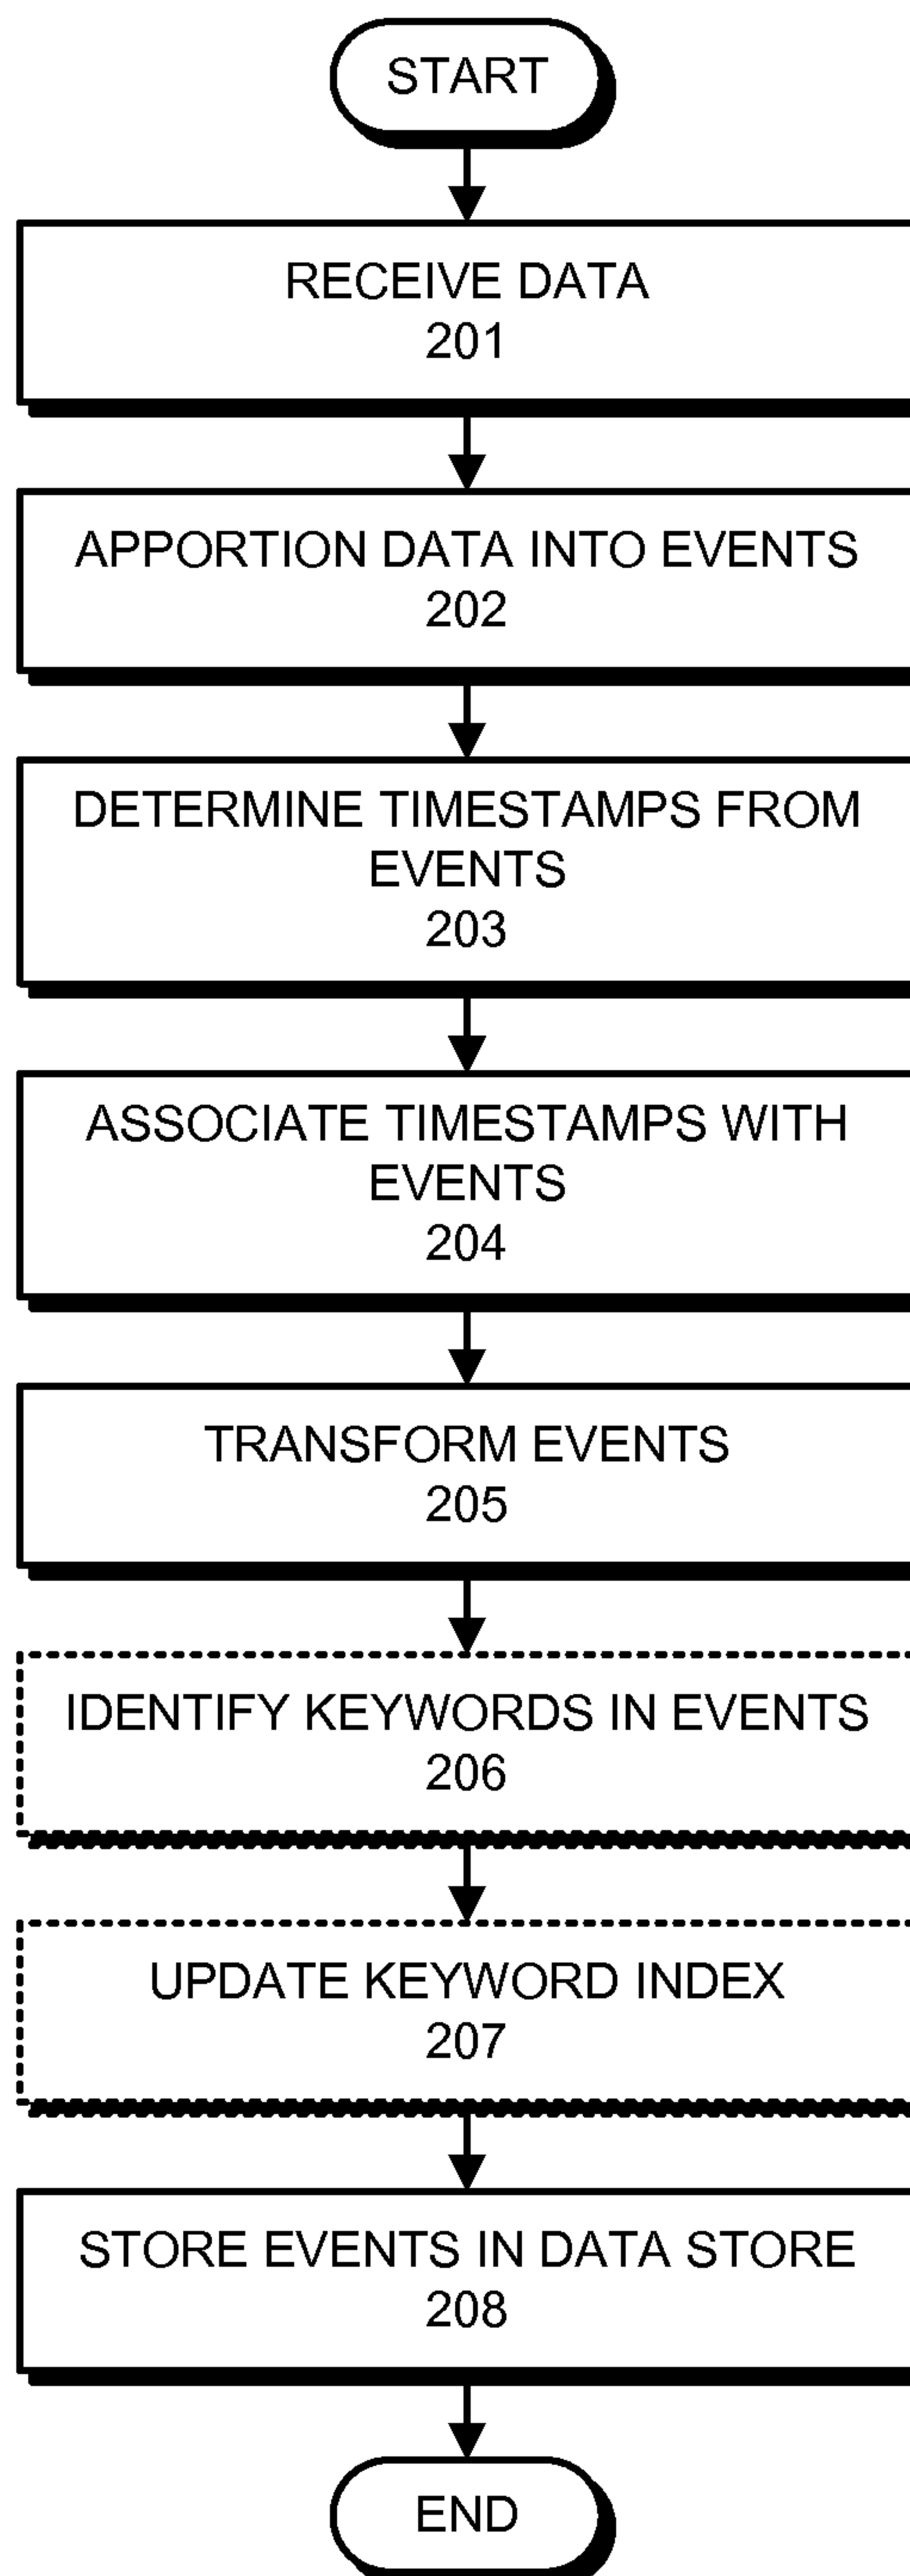 START
RECEIVE DATA
201
APPORTION DATA INTO EVENTS
202
DETERMINE TIMESTAMPS FROM
EVENTS
203
ASSOCIATE TIMESTAMPS WITH
EVENTS
204
TRANSFORM EVENTS
205
IDENTIFY KEYWORDS IN EVENTS
206
UPDATE KEYWORD INDEX
207
STORE EVENTS IN DATA STORE
208
END